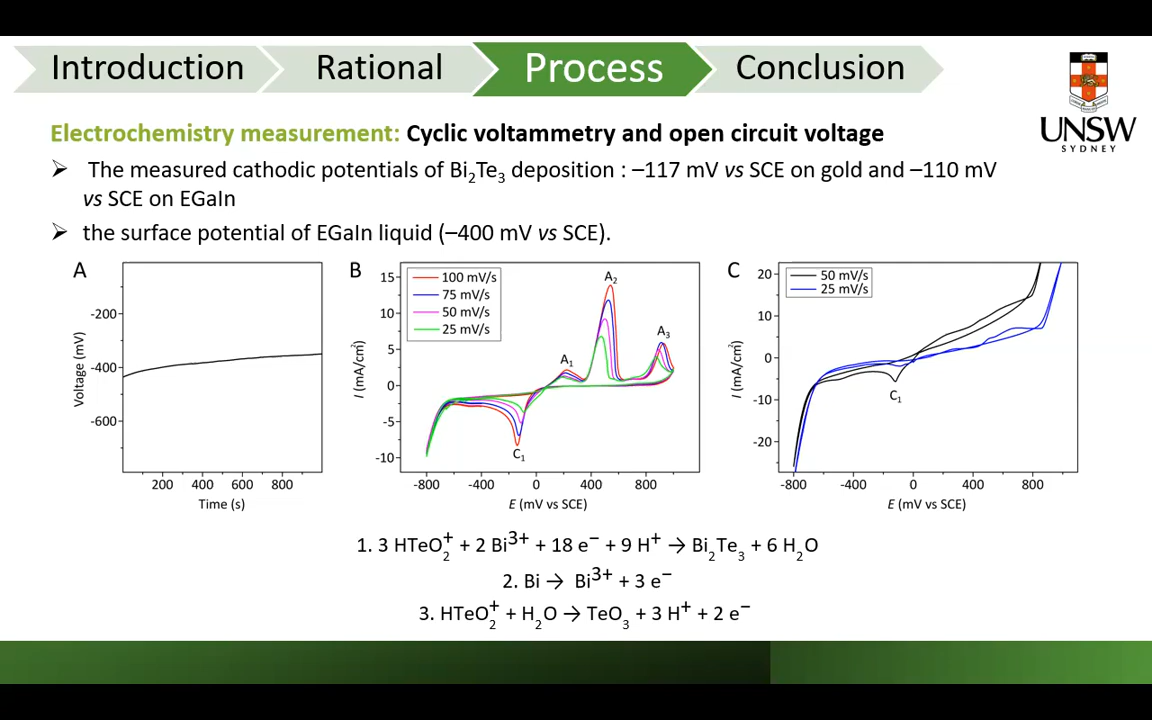 Introduction Rational Process Conclusion
UNSW
SYDNEY
Electrochemistry measurement: Cyclic voltammetry and open circuit voltage
➢ The measured cathodic potentials of Bi₂Te₃ deposition : –117 mV vs SCE on gold and –110 mV
vs SCE on EGaIn
➢ the surface potential of EGaIn liquid (–400 mV vs SCE).
A
-200
-400
-600
Voltage (mV)
200 400 600 800
Time (s)
B
100 mV/s
75 mV/s
50 mV/s
25 mV/s
A₁
A₂
A₃
C₁
15
10
5
0
-5
-10
I (mA/cm²)
-800 -400 0 400 800
E (mV vs SCE)
C
50 mV/s
25 mV/s
C₁
20
10
0
-10
-20
I (mA/cm²)
-800 -400 0 400 800
E (mV vs SCE)
1. 3 HTeO₂⁺ + 2 Bi³⁺ + 18 e⁻ + 9 H⁺ → Bi₂Te₃ + 6 H₂O
2. Bi → Bi³⁺ + 3 e⁻
3. HTeO₂⁺ + H₂O → TeO₃ + 3 H⁺ + 2 e⁻